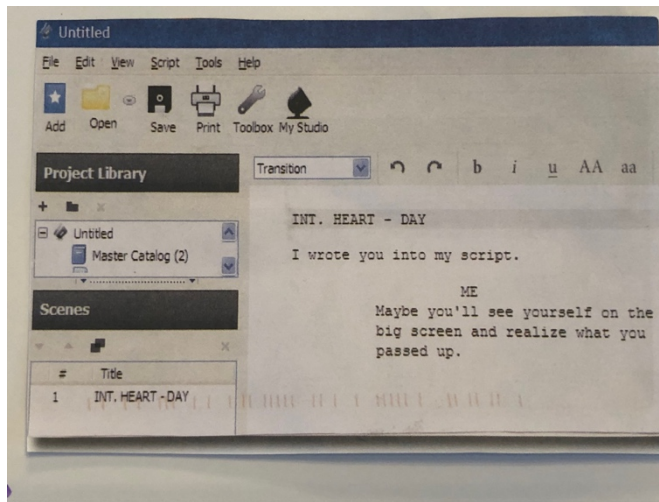 Untitled
File Edit View Script Tools Help
Add Open Save Print Toolbox My Studio
Project Library
Transition b i u AA aa
Untitled
Master Catalog (2)
Scenes
# Title
1 INT. HEART - DAY
INT. HEART - DAY
I wrote you into my script.
ME
Maybe you'll see yourself on the
big screen and realize what you
passed up.